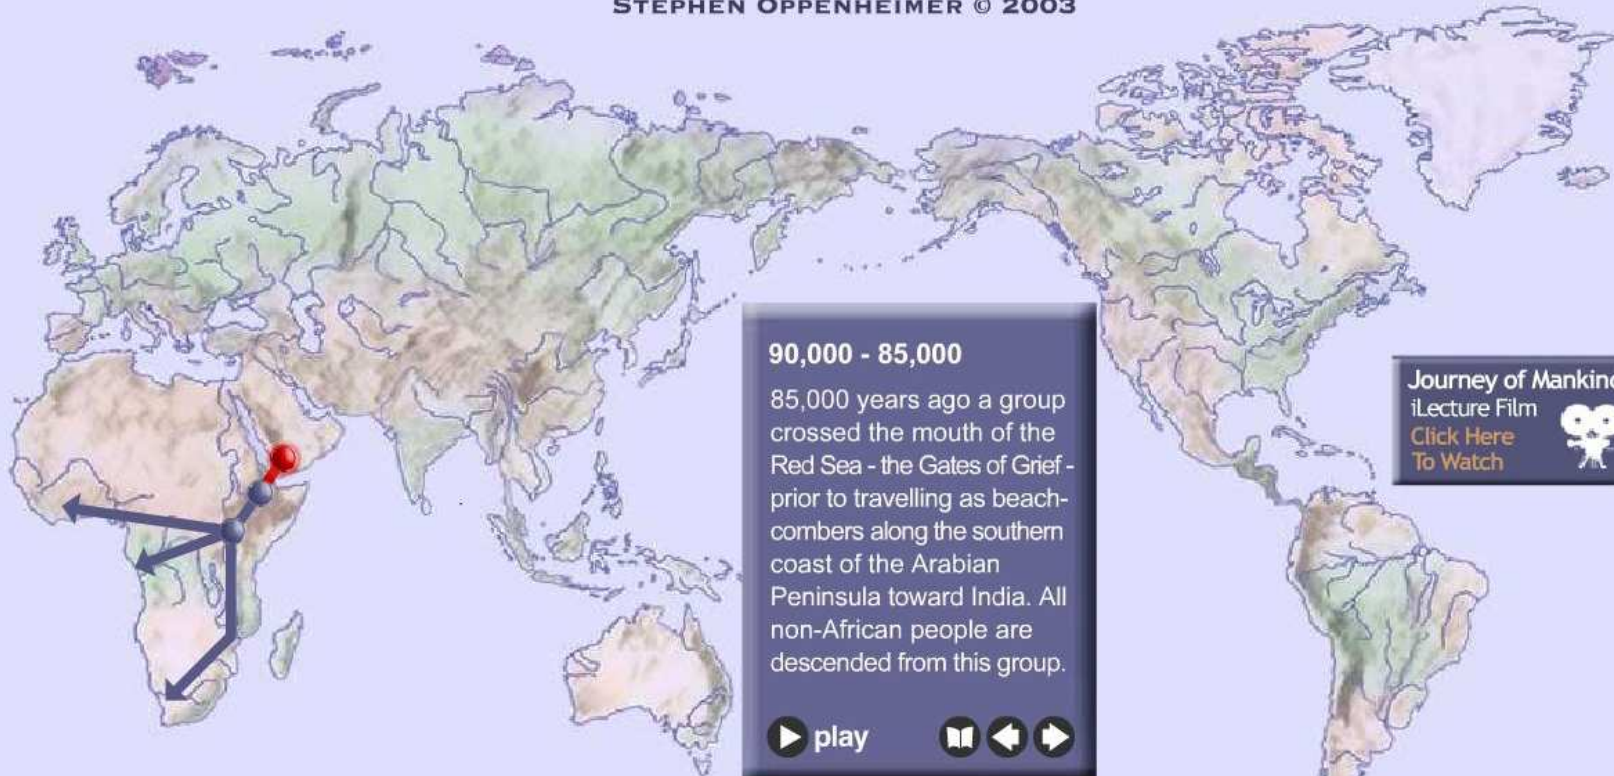 STEPHEN OPPENHEIMER © 2003
90,000 - 85,000
85,000 years ago a group
crossed the mouth of the
Red Sea - the Gates of Grief -
prior to travelling as beach-
combers along the southern
coast of the Arabian
Peninsula toward India. All
non-African people are
descended from this group.
play
Journey of Mankind
iLecture Film
Click Here
To Watch